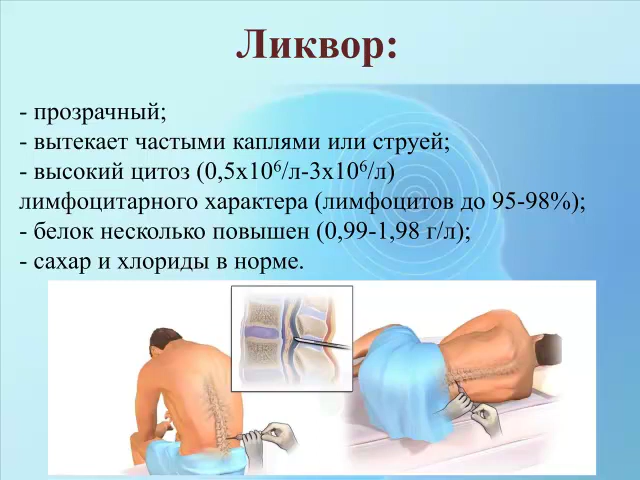 Ликвор:
- прозрачный;
- вытекает частыми каплями или струей;
- высокий цитоз (0,5х10⁶/л-3х10⁶/л)
лимфоцитарного характера (лимфоцитов до 95-98%);
- белок несколько повышен (0,99-1,98 г/л);
- сахар и хлориды в норме.